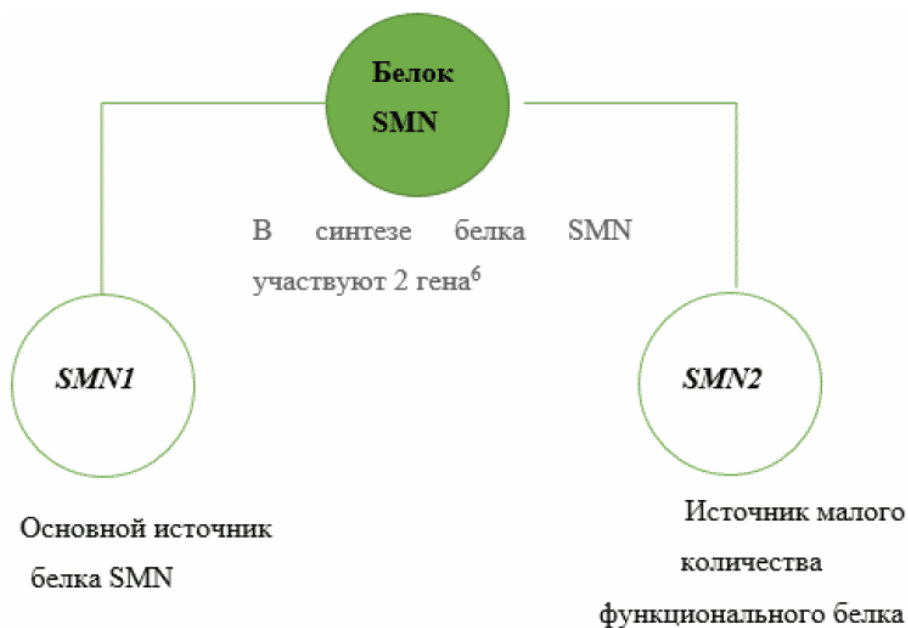 Белок
SMN
В синтезе белка SMN
участвуют 2 гена⁶
SMN1
Основной источник
белка SMN
SMN2
Источник малого
количества
функционального белка